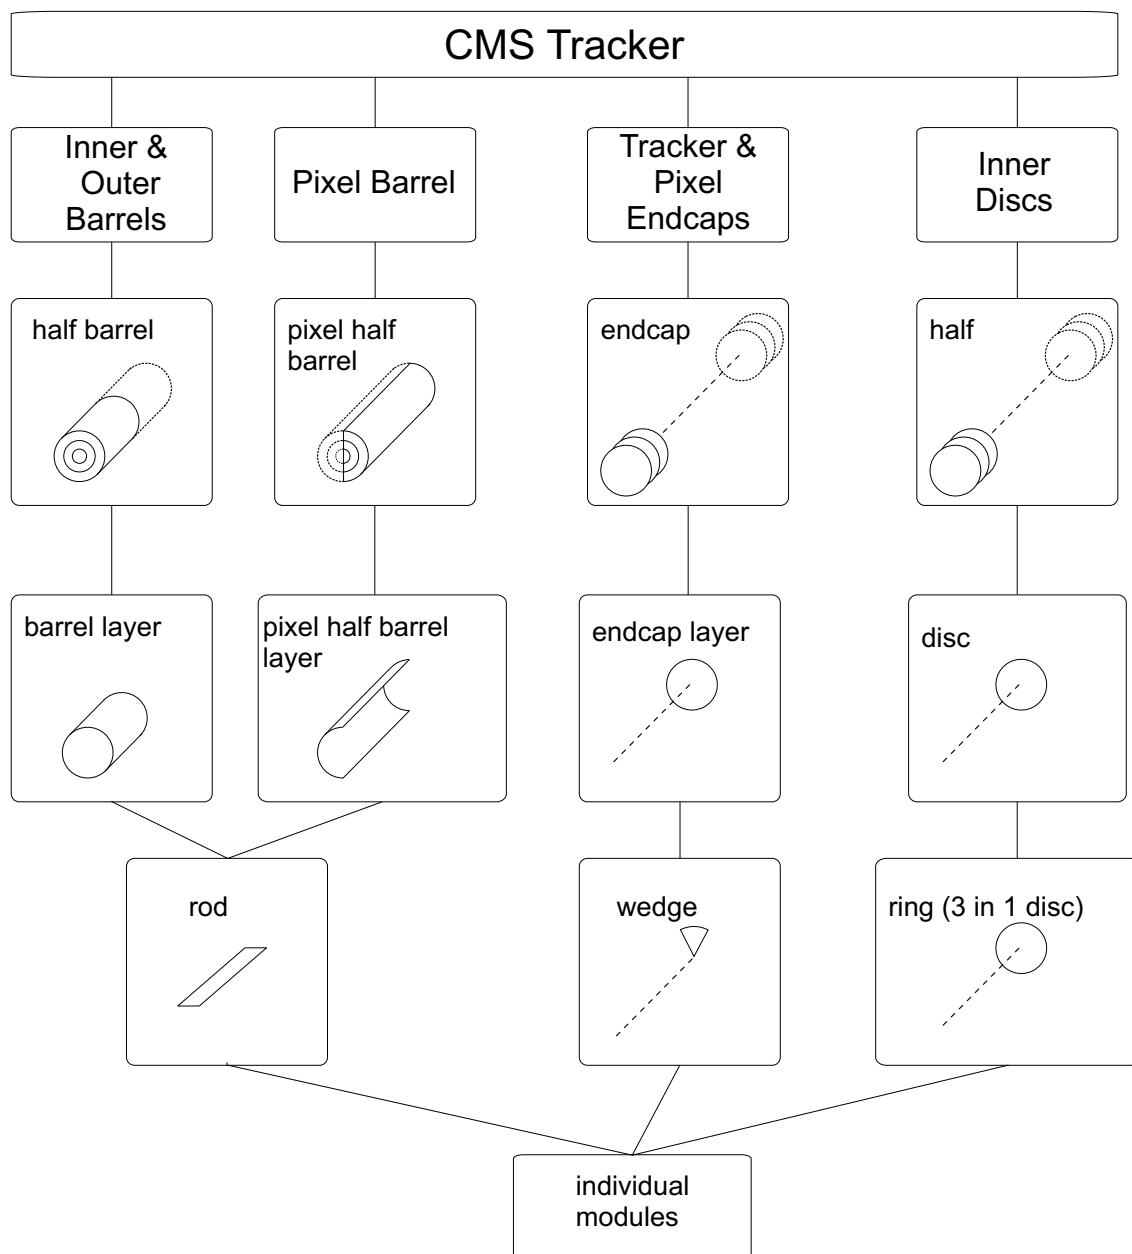 CMS Tracker
Inner &
Outer
Barrels
Pixel Barrel
Tracker &
Pixel
Endcaps
Inner
Discs
half barrel
pixel half
barrel
endcap
half
barrel layer
pixel half barrel
layer
endcap layer
disc
rod
wedge
ring (3 in 1 disc)
individual
modules